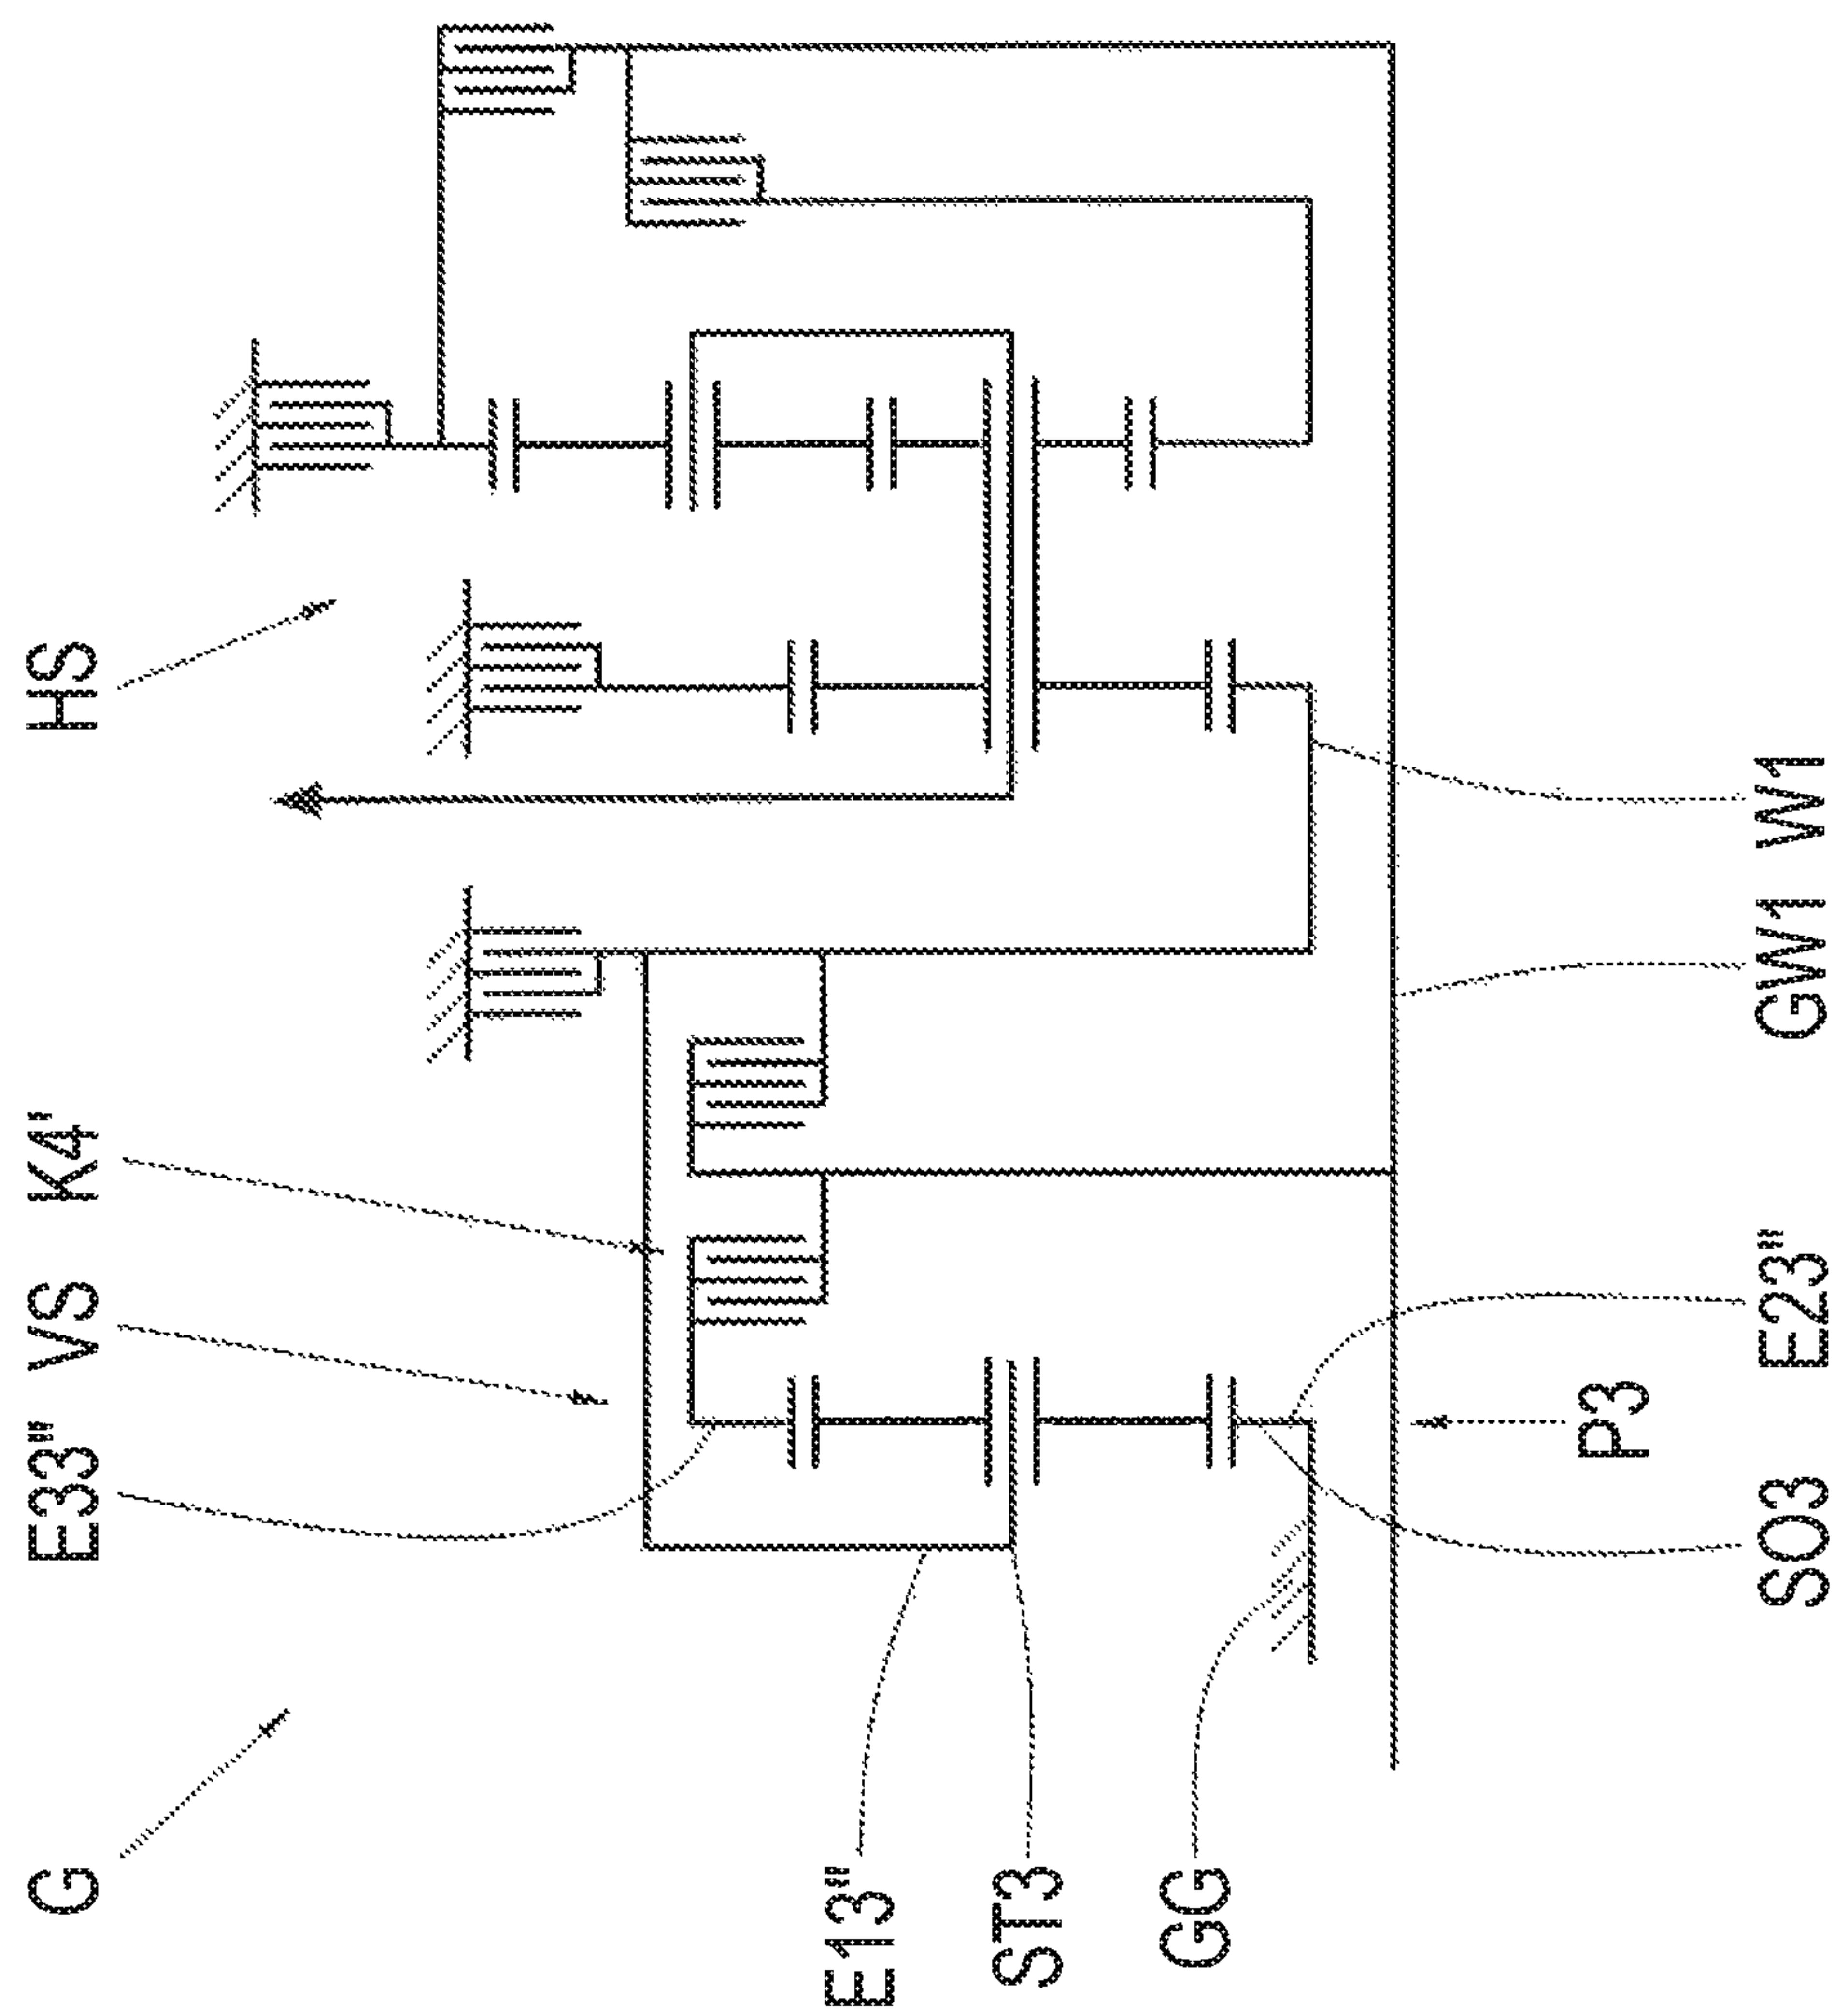 G
E33"
VS
K4'
HS
E13"
ST3
GG
P3
SO3
E23"
GW1
W1